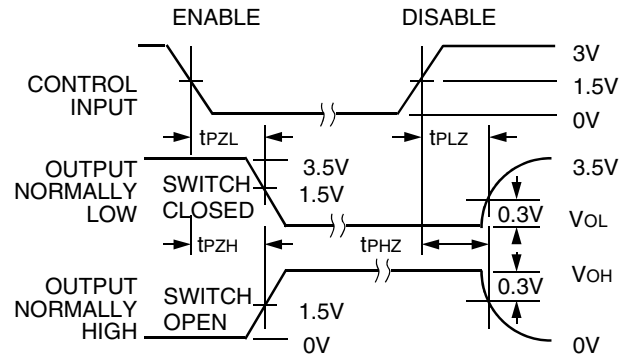 ENABLE DISABLE
3V
CONTROL INPUT 1.5V
0V
tPZL tPLZ
OUTPUT NORMALLY LOW
SWITCH CLOSED
3.5V
1.5V
3.5V
0.3V
VOL
tPZH tPHZ
OUTPUT NORMALLY HIGH
SWITCH OPEN
1.5V
0V
VOH
0.3V
0V